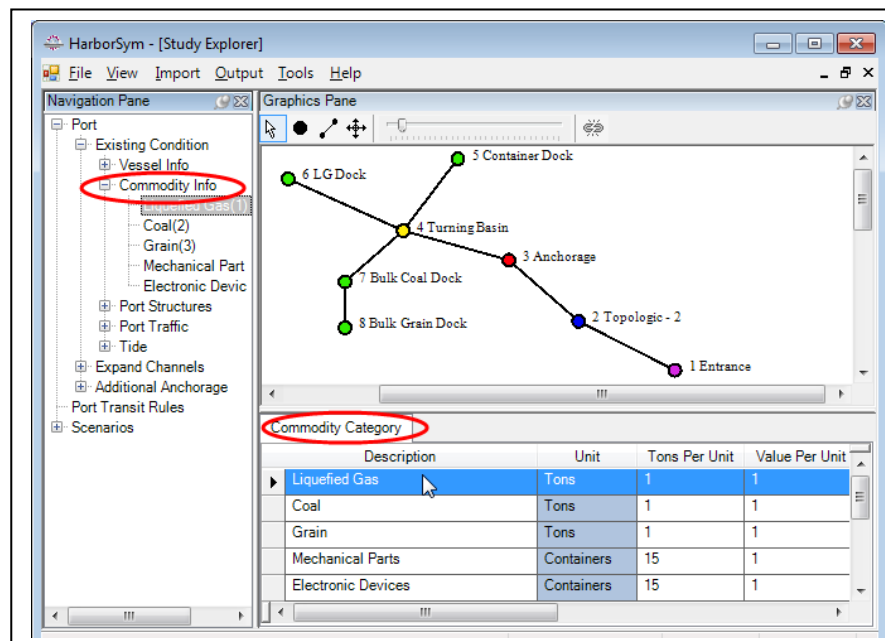 HarborSym - [Study Explorer]
File View Import Output Tools Help
Navigation Pane
Port
Existing Condition
Vessel Info
Commodity Info
Liquefied Gas(1)
Coal(2)
Grain(3)
Mechanical Part
Electronic Devic
Port Structures
Port Traffic
Tide
Expand Channels
Additional Anchorage
Port Transit Rules
Scenarios
Graphics Pane
5 Container Dock
6 LG Dock
4 Turning Basin
3 Anchorage
7 Bulk Coal Dock
2 Topologic - 2
8 Bulk Grain Dock
1 Entrance
Commodity Category
Description Unit Tons Per Unit Value Per Unit
Liquefied Gas Tons 1 1
Coal Tons 1 1
Grain Tons 1 1
Mechanical Parts Containers 15 1
Electronic Devices Containers 15 1